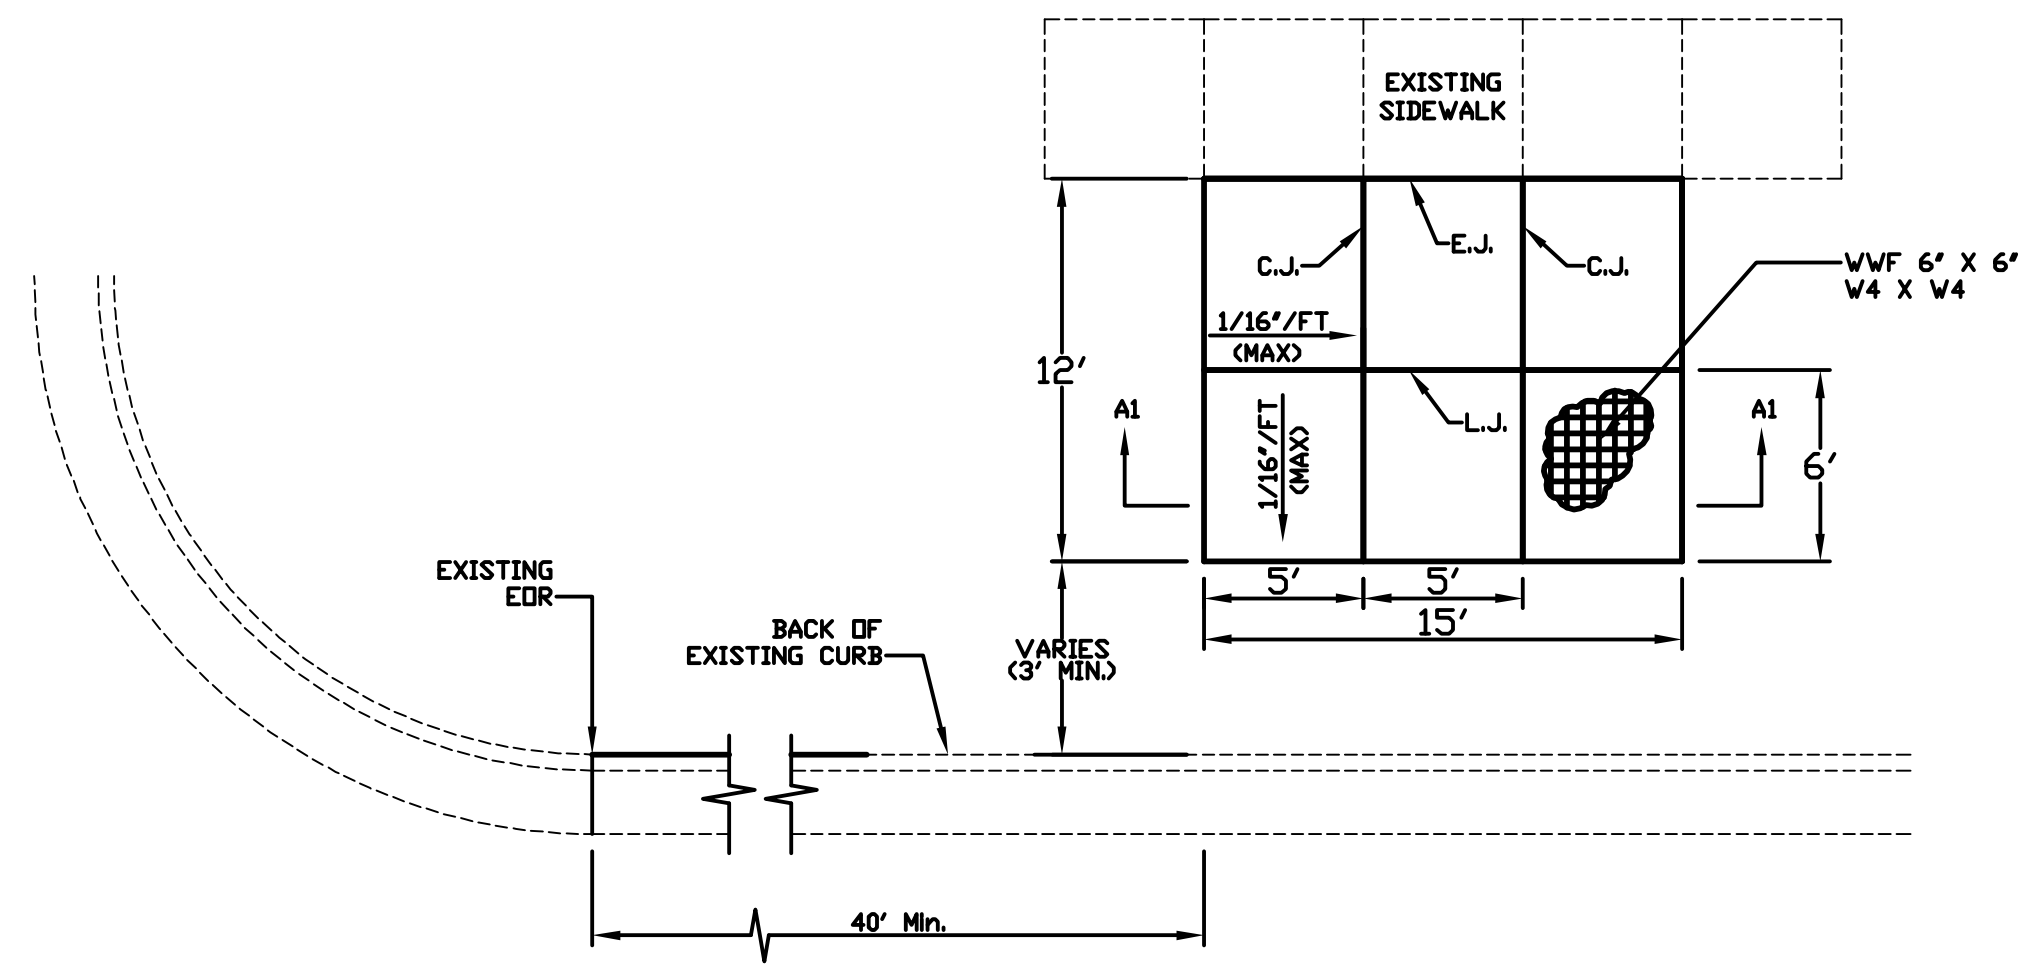 EXISTING
SIDEWALK
E.J.
C.J.
C.J.
WWF 6" X 6"
W4 X W4
1/16"/FT
(MAX)
12'
A1
1/16"/FT
(MAX)
L.J.
A1
6'
5'
5'
15'
EXISTING
EOR
BACK OF
EXISTING CURB
VARIES
(3' MIN.)
40' Min.